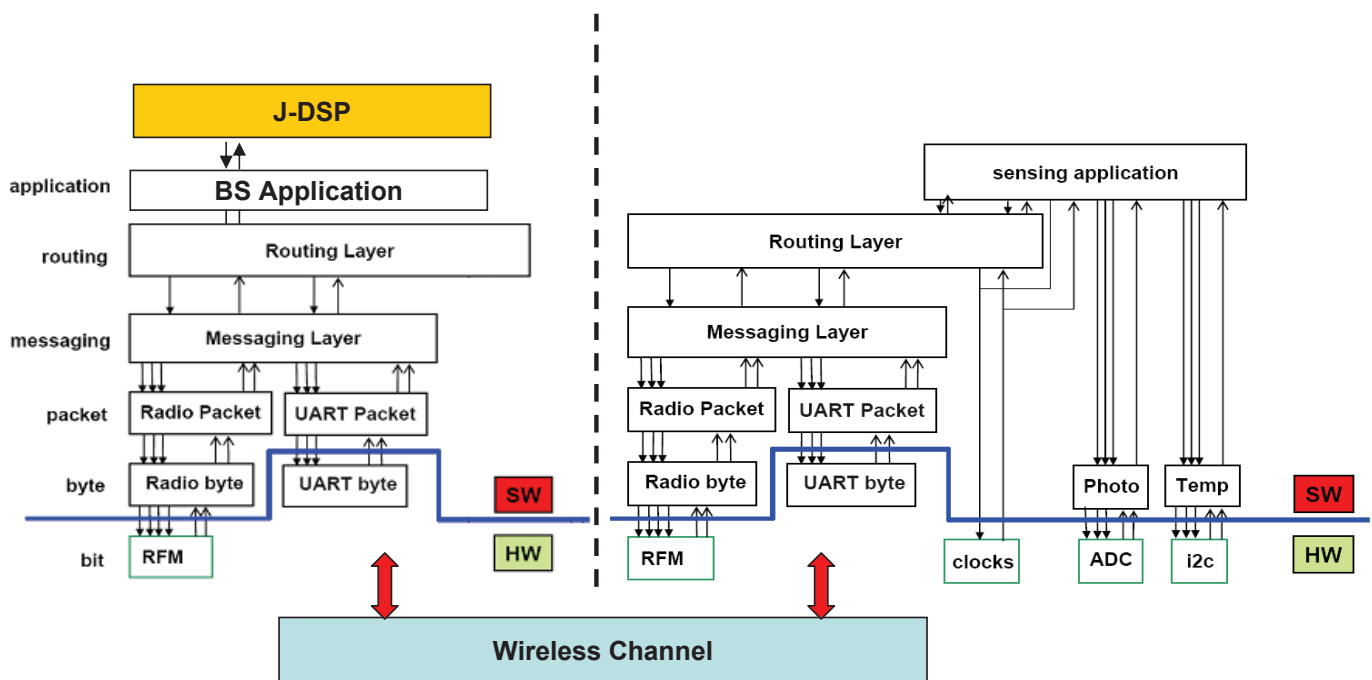 J-DSP
application
BS Application
sensing application
routing
Routing Layer
Routing Layer
messaging
Messaging Layer
Messaging Layer
packet
Radio Packet
UART Packet
Radio Packet
UART Packet
byte
Radio byte
UART byte
SW
Radio byte
UART byte
Photo
Temp
SW
bit
RFM
HW
RFM
clocks
ADC
i2c
HW
Wireless Channel